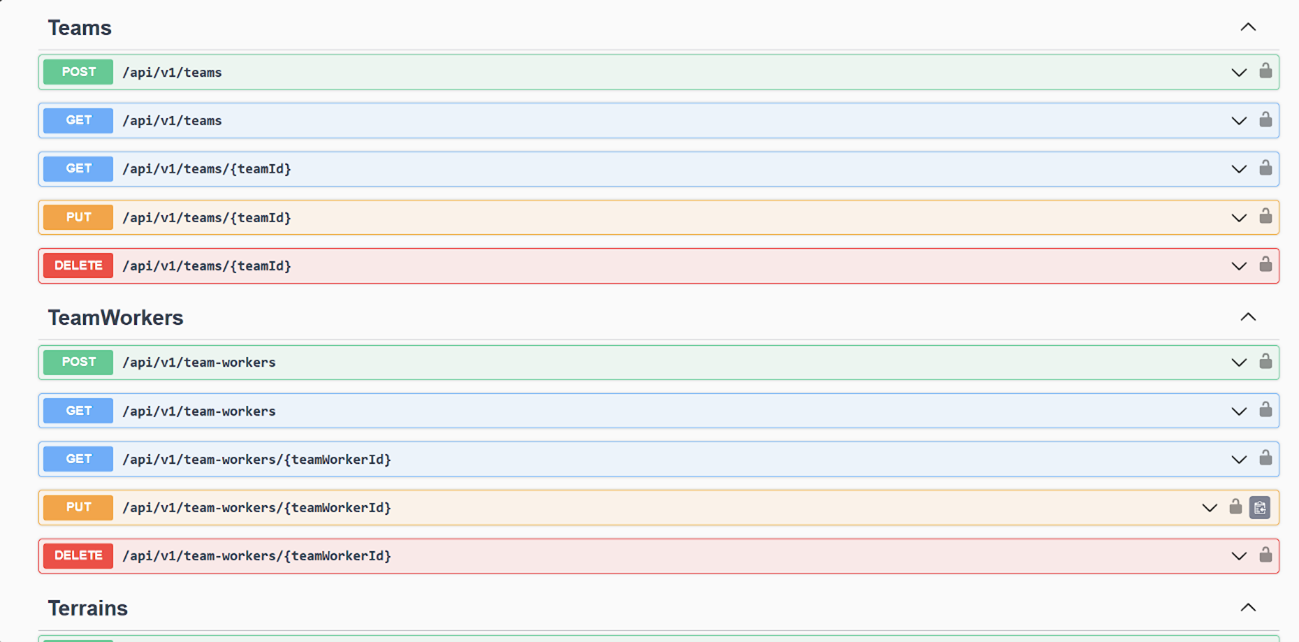 Teams
POST /api/v1/teams
GET /api/v1/teams
GET /api/v1/teams/{teamId}
PUT /api/v1/teams/{teamId}
DELETE /api/v1/teams/{teamId}
TeamWorkers
POST /api/v1/team-workers
GET /api/v1/team-workers
GET /api/v1/team-workers/{teamWorkerId}
PUT /api/v1/team-workers/{teamWorkerId}
DELETE /api/v1/team-workers/{teamWorkerId}
Terrains